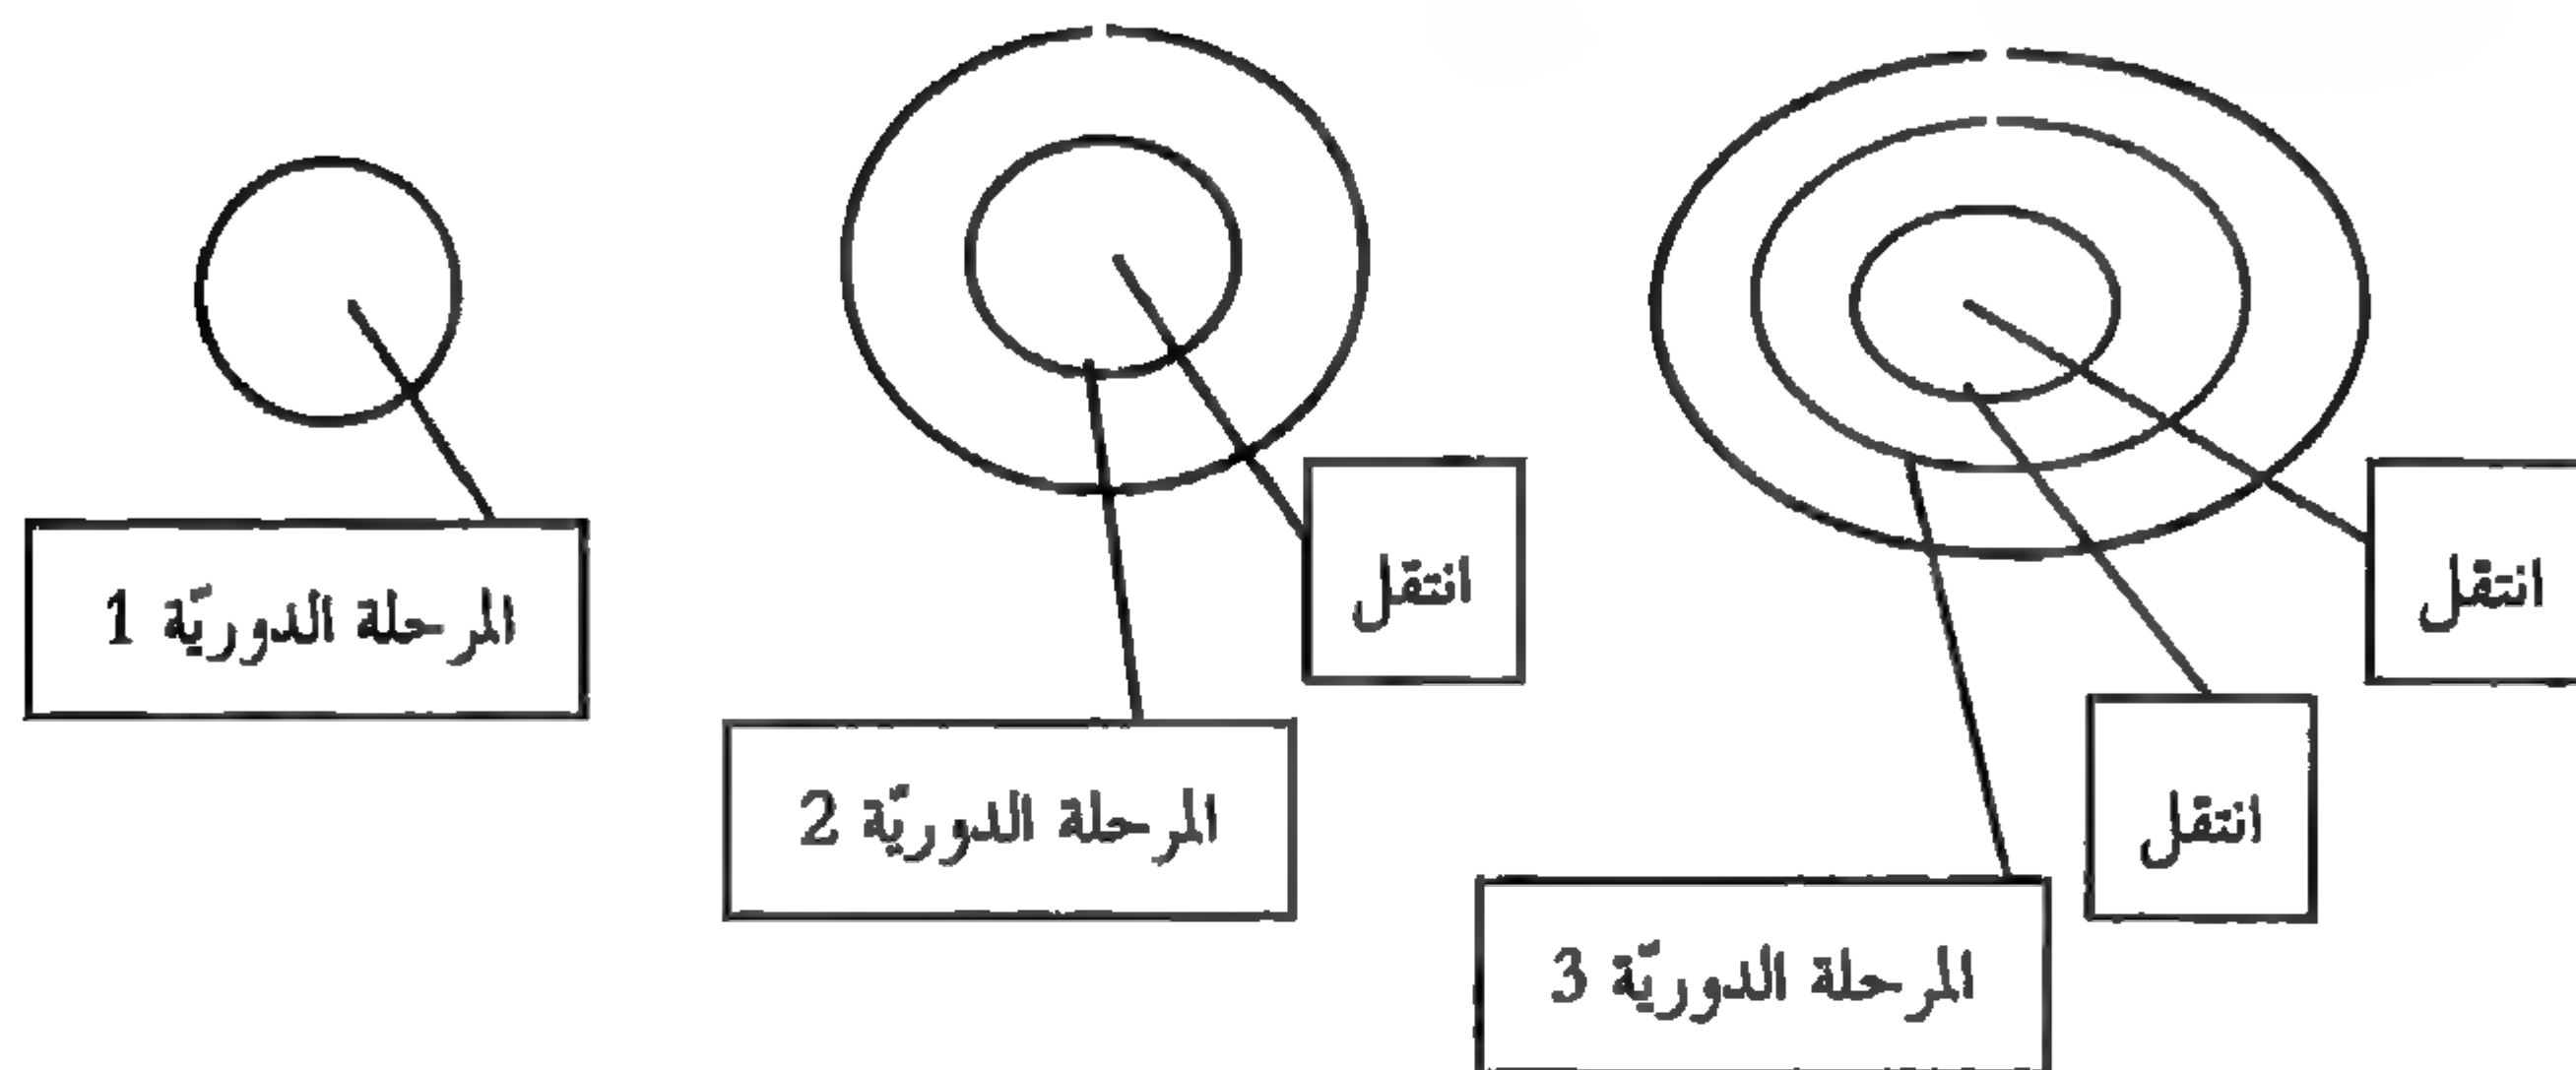 المرحلة الدوريّة 1
انتقل
المرحلة الدوريّة 2
انتقل
انتقل
المرحلة الدوريّة 3